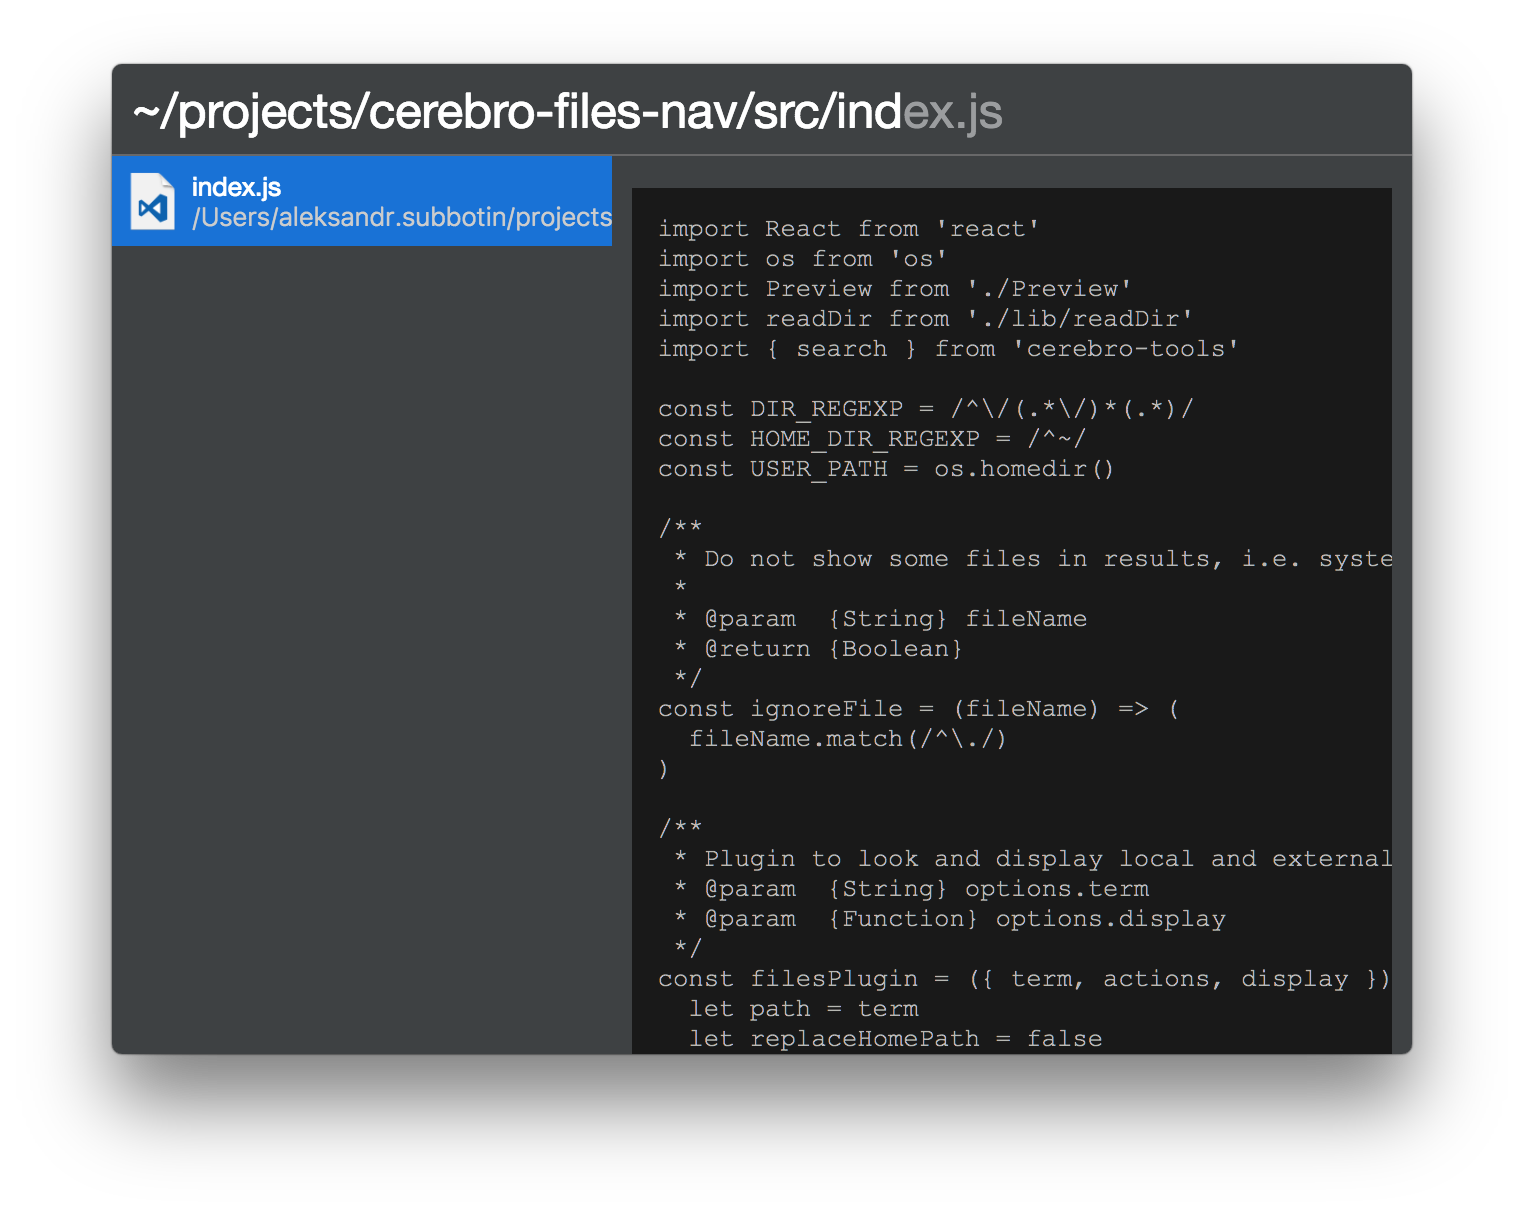 ~/projects/cerebro-files-nav/src/index.js
index.js
/Users/aleksandr.subbotin/projects
import React from 'react'
import os from 'os'
import Preview from './Preview'
import readDir from './lib/readDir'
import { search } from 'cerebro-tools'
const DIR_REGEXP = /^\/(.*\/)*(.*)/
const HOME_DIR_REGEXP = /^~/
const USER_PATH = os.homedir()
/**
 * Do not show some files in results, i.e. syste
 *
 * @param  {String} fileName
 * @return {Boolean}
 */
const ignoreFile = (fileName) => (
  fileName.match(/^\./)
)
/**
 * Plugin to look and display local and external
 * @param  {String} options.term
 * @param  {Function} options.display
 */
const filesPlugin = ({ term, actions, display })
  let path = term
  let replaceHomePath = false